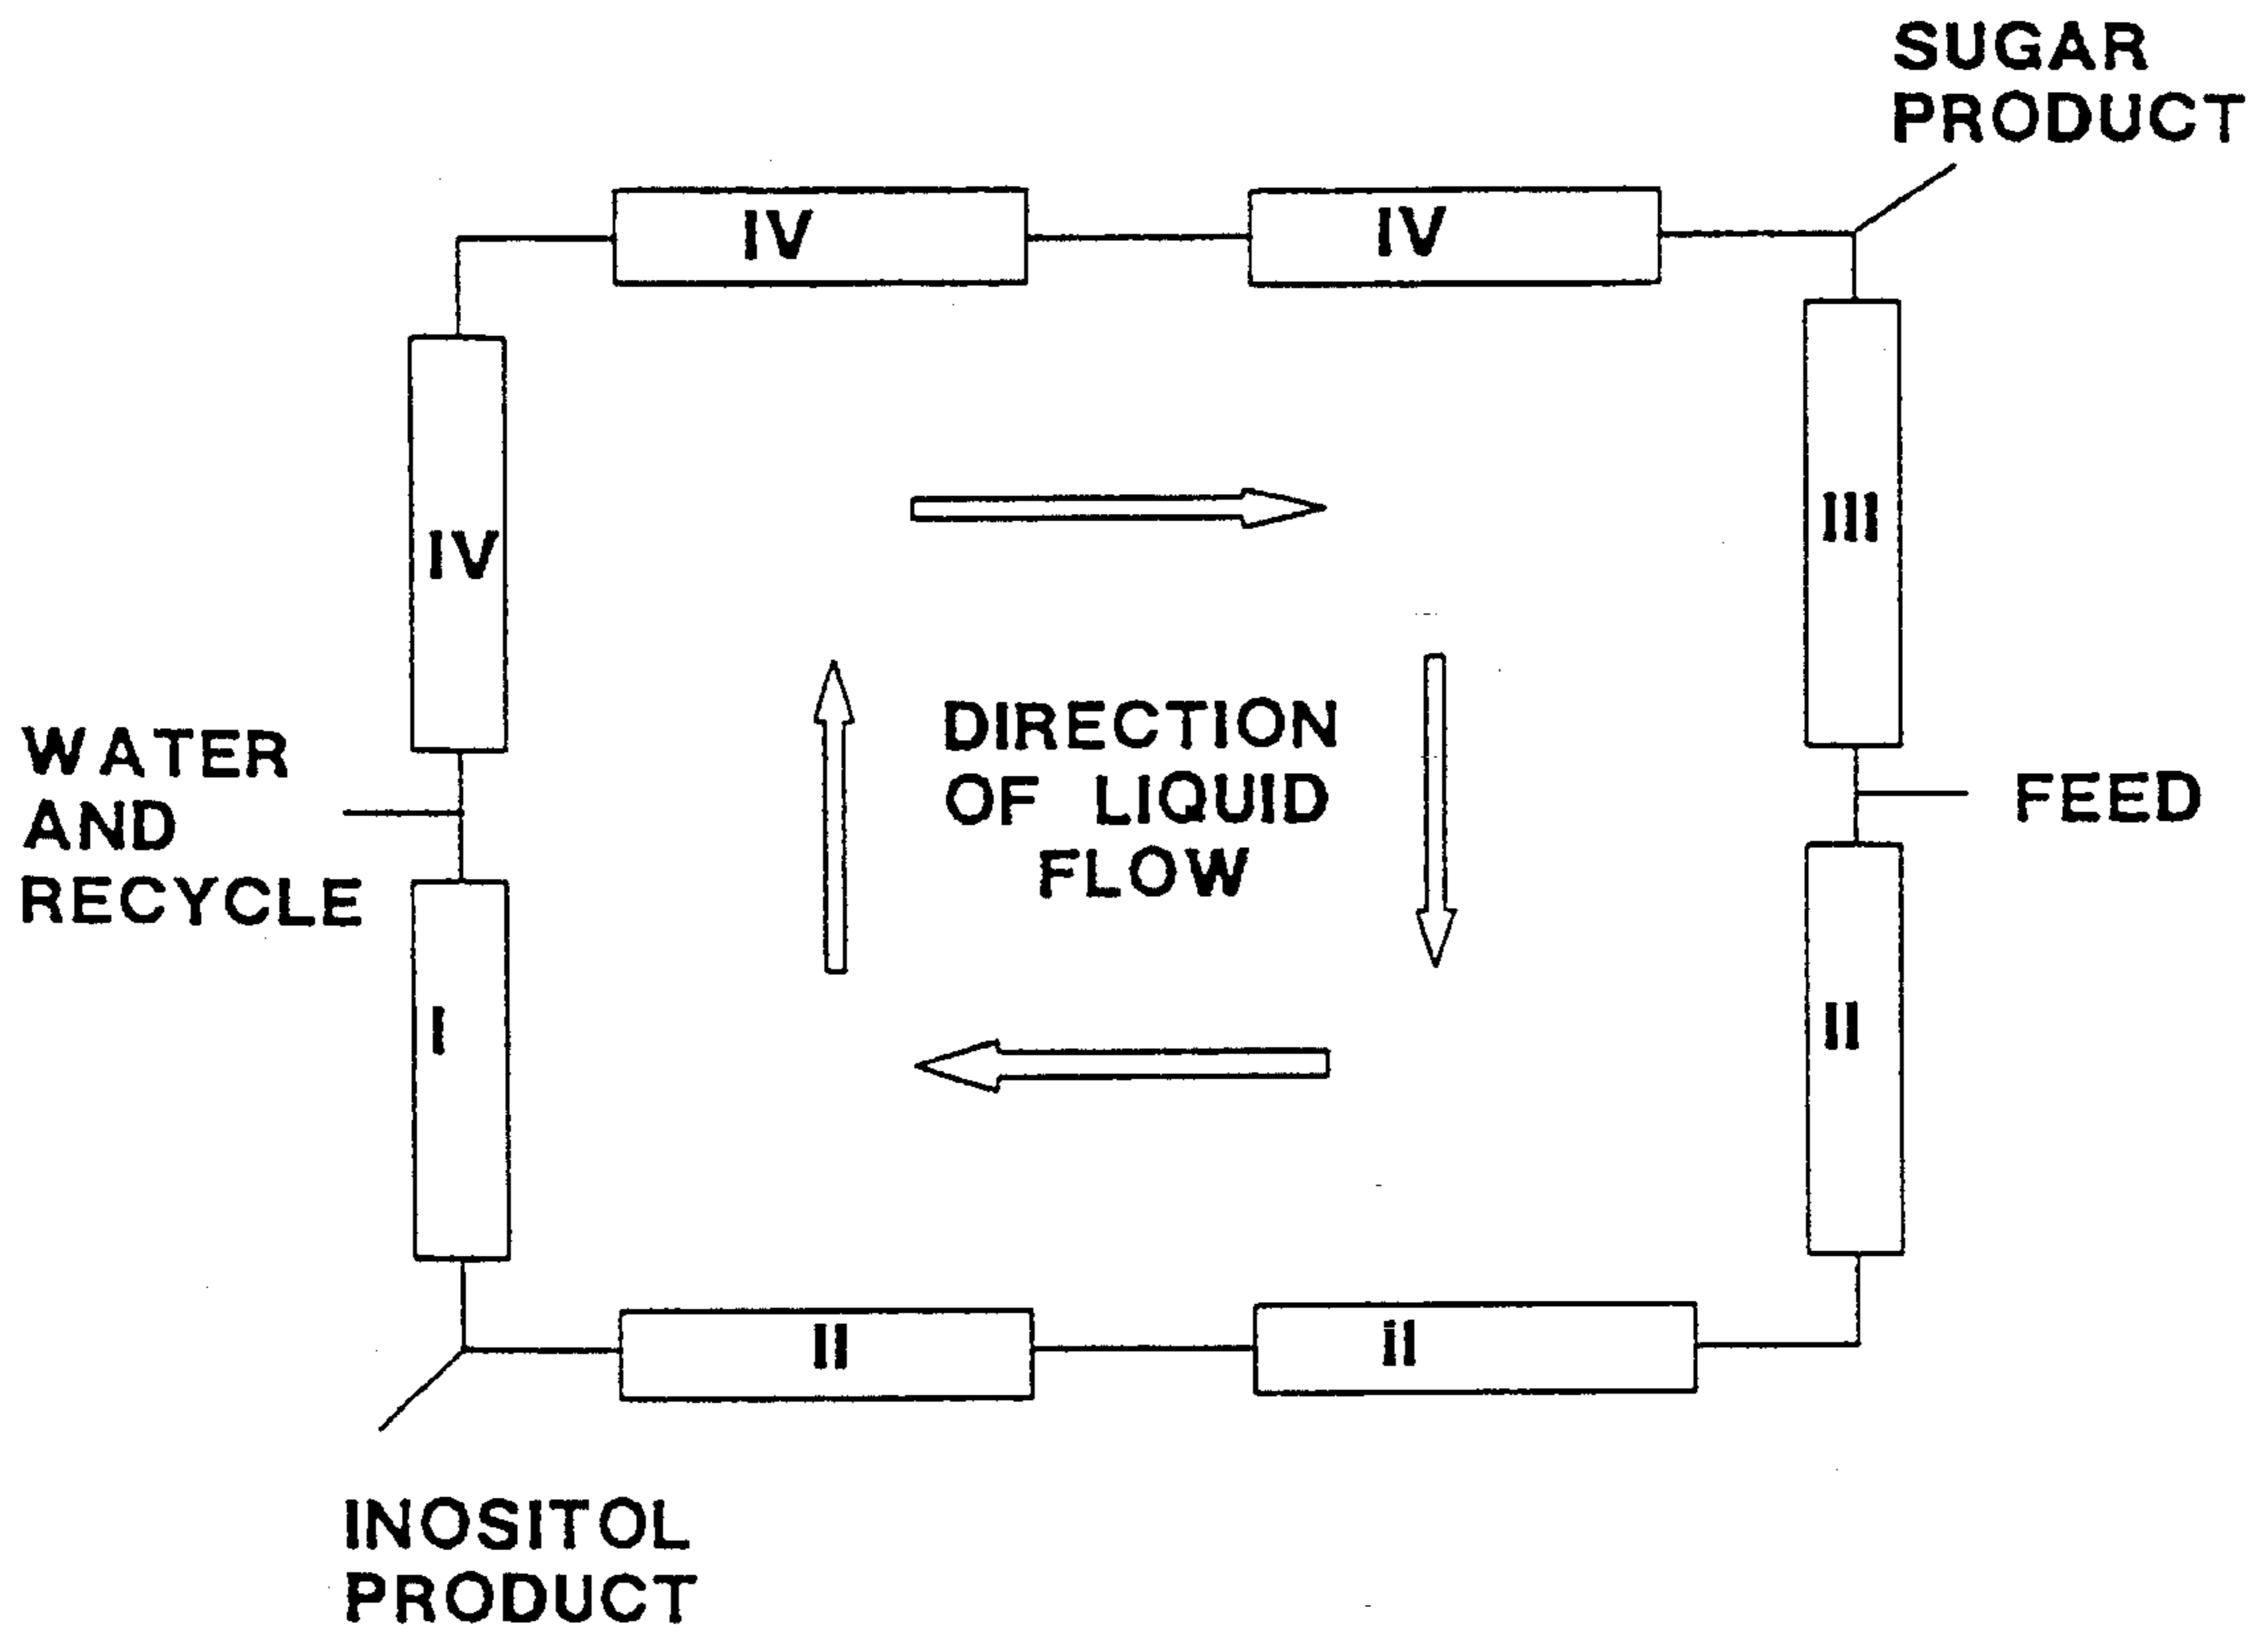 SUGAR
PRODUCT
IV
IV
IV
III
DIRECTION
OF LIQUID
FLOW
WATER
AND
RECYCLE
FEED
I
II
II
iI
INOSITOL
PRODUCT